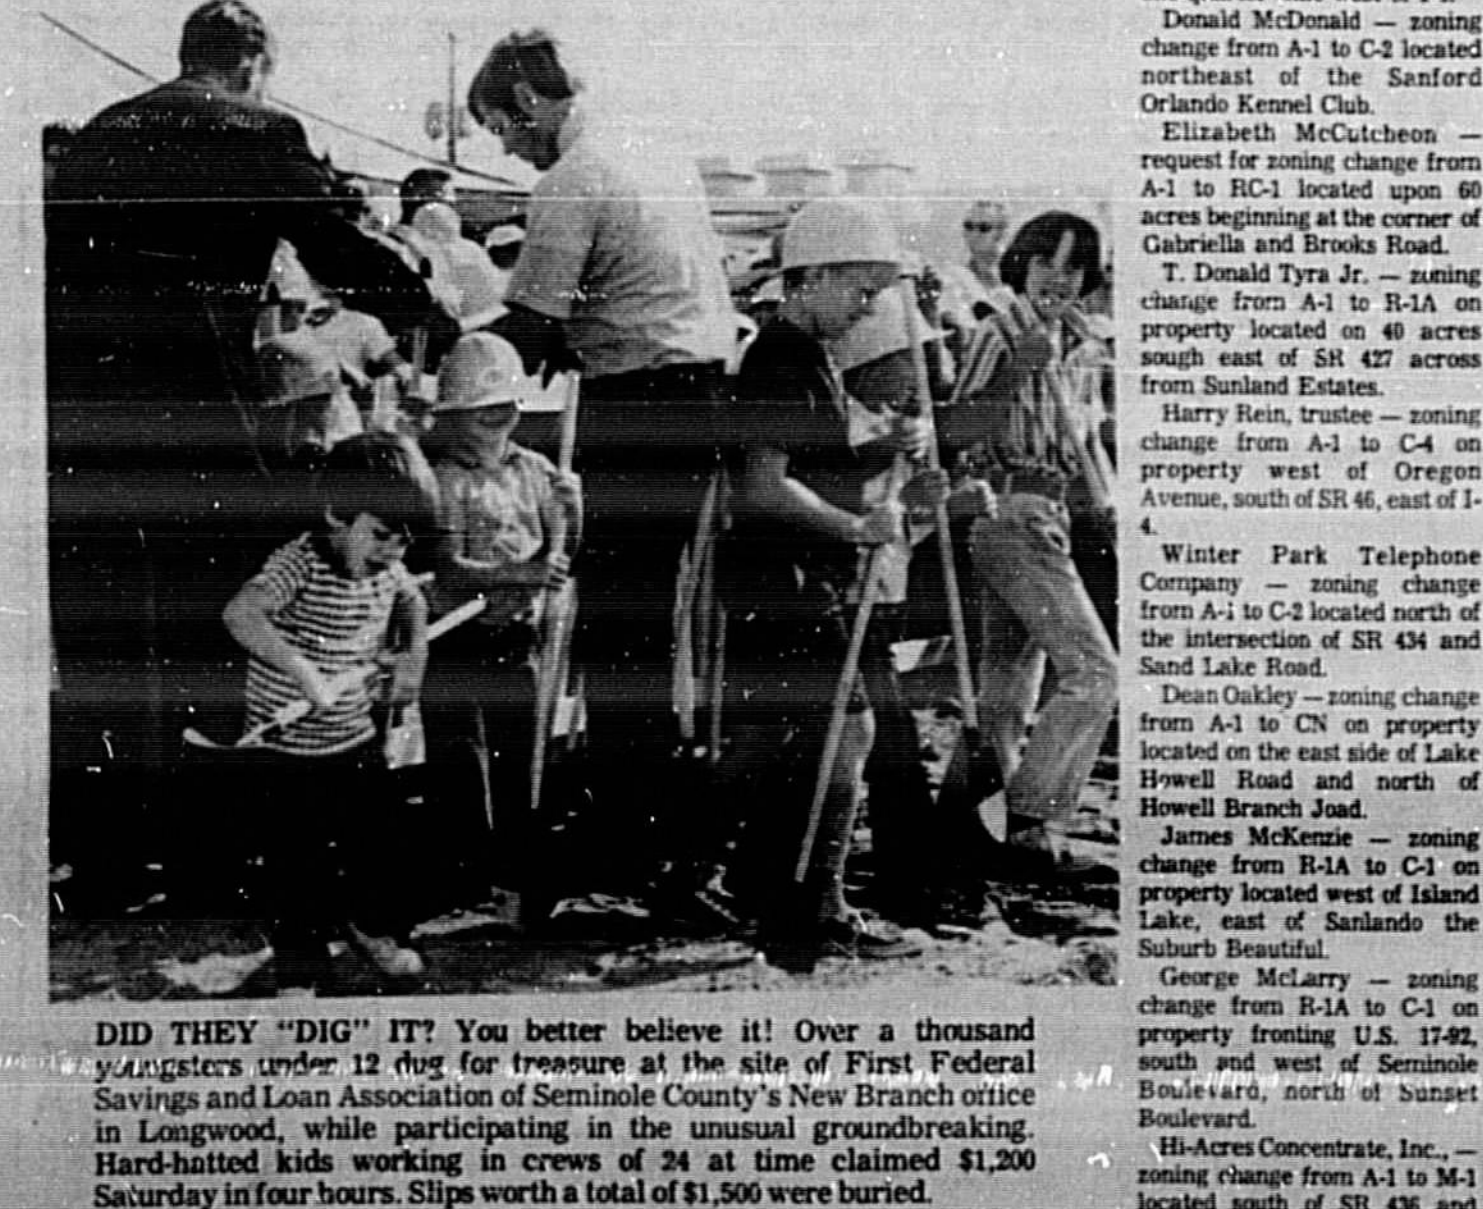 DID THEY "DIG" IT? You better believe it! Over a thousand
youngsters under 12 dug for treasure at the site of First Federal
Savings and Loan Association of Seminole County's New Branch office
in Longwood, while participating in the unusual groundbreaking.
Hard-hatted kids working in crews of 24 at time claimed $1,200
Saturday in four hours. Slips worth a total of $1,500 were buried.
Donald McDonald — zoning
change from A-1 to C-2 located
northeast of the Sanford
Orlando Kennel Club.
Elizabeth McCutcheon —
request for zoning change from
A-1 to RC-1 located upon 60
acres beginning at the corner of
Gabriella and Brooks Road.
T. Donald Tyra Jr. — zoning
change from A-1 to R-1A on
property located on 40 acres
sough east of SR 427 across
from Sunland Estates.
Harry Rein, trustee — zoning
change from A-1 to C-4 on
property west of Oregon
Avenue, south of SR 46, east of I-
4.
Winter Park Telephone
Company — zoning change
from A-1 to C-2 located north of
the intersection of SR 434 and
Sand Lake Road.
Dean Oakley — zoning change
from A-1 to CN on property
located on the east side of Lake
Howell Road and north of
Howell Branch Joad.
James McKenzie — zoning
change from R-1A to C-1 on
property located west of Island
Lake, east of Sanlando the
Suburb Beautiful.
George McLarry — zoning
change from R-1A to C-1 on
property fronting U.S. 17-92,
south and west of Seminole
Boulevard, north of Sunset
Boulevard.
Hi-Acres Concentrate, Inc., —
zoning change from A-1 to M-1
located south of SR 436 and